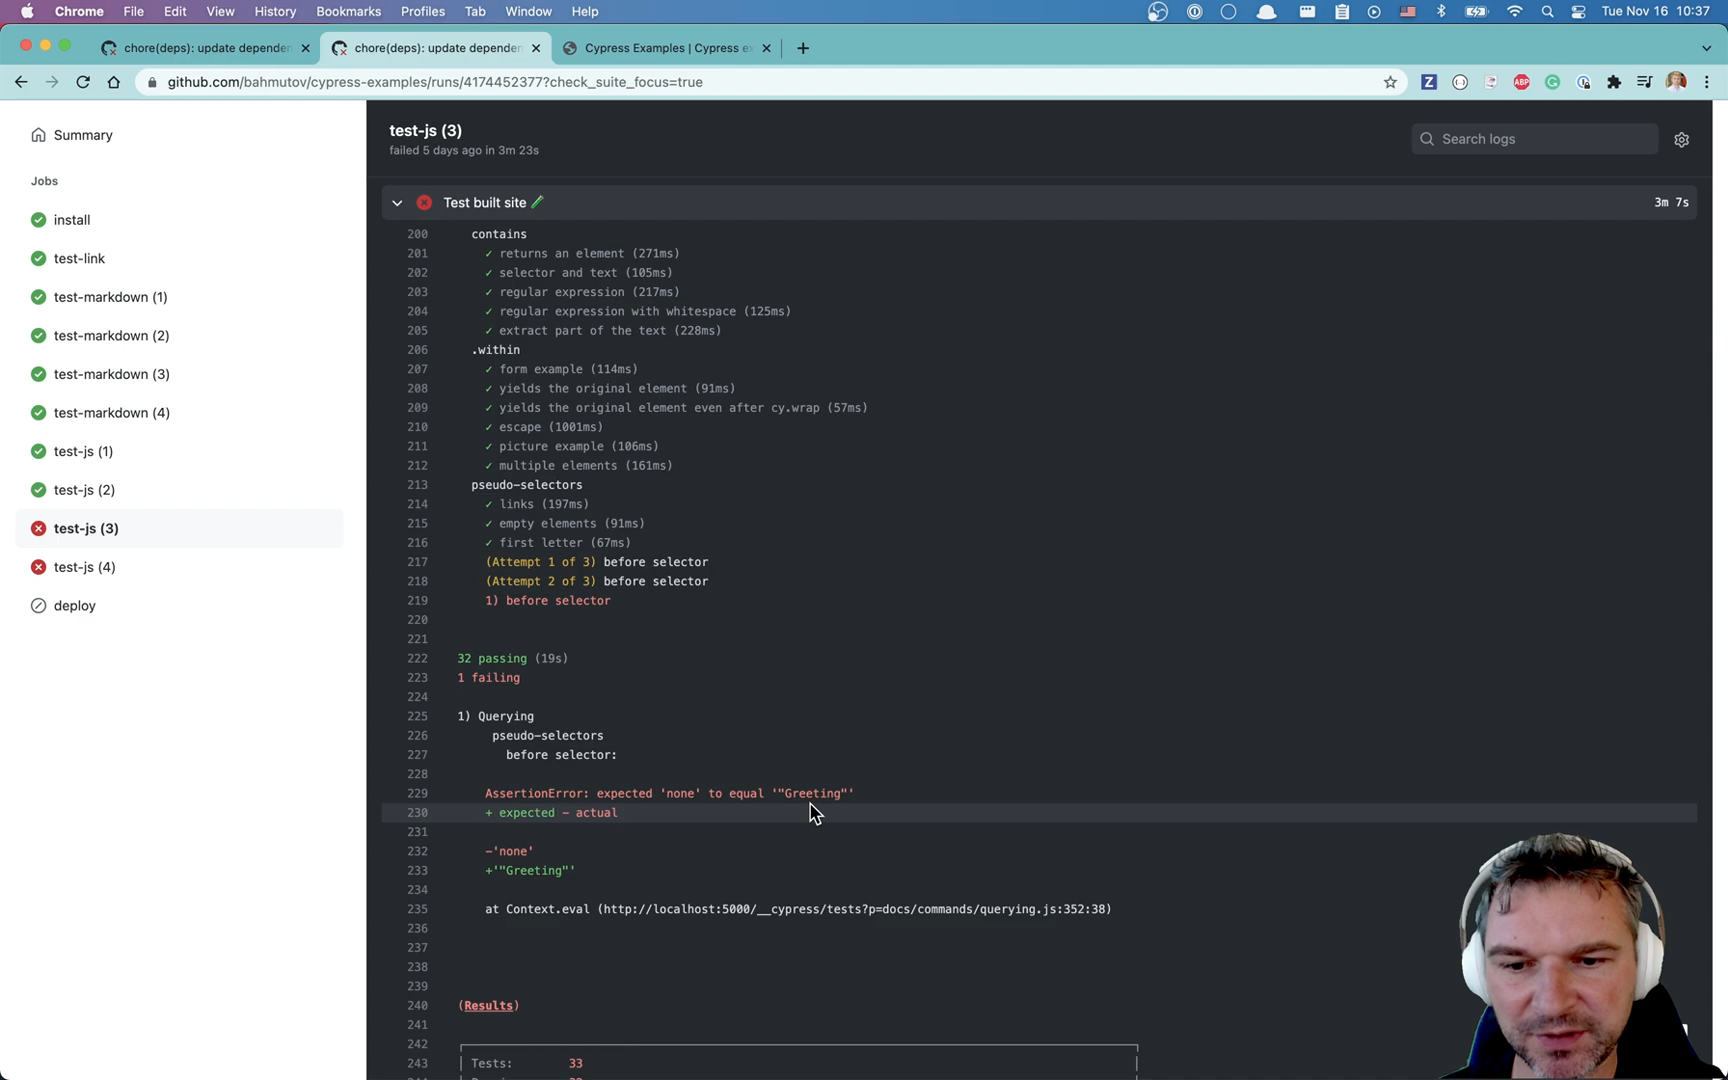 Chrome File Edit View History Bookmarks Profiles Tab Window Help Tue Nov 16 10:37
chore(deps): update dependen chore(deps): update dependen Cypress Examples | Cypress ex
github.com/bahmutov/cypress-examples/runs/4174452377?check_suite_focus=true
Z ABP G
Summary
Jobs
install
test-link
test-markdown (1)
test-markdown (2)
test-markdown (3)
test-markdown (4)
test-js (1)
test-js (2)
test-js (3)
test-js (4)
deploy
test-js (3)
failed 5 days ago in 3m 23s
Search logs
Test built site 3m 7s
200 contains
201 ✓ returns an element (271ms)
202 ✓ selector and text (105ms)
203 ✓ regular expression (217ms)
204 ✓ regular expression with whitespace (125ms)
205 ✓ extract part of the text (228ms)
206 .within
207 ✓ form example (114ms)
208 ✓ yields the original element (91ms)
209 ✓ yields the original element even after cy.wrap (57ms)
210 ✓ escape (1001ms)
211 ✓ picture example (106ms)
212 ✓ multiple elements (161ms)
213 pseudo-selectors
214 ✓ links (197ms)
215 ✓ empty elements (91ms)
216 ✓ first letter (67ms)
217 (Attempt 1 of 3) before selector
218 (Attempt 2 of 3) before selector
219 1) before selector
220
221
222 32 passing (19s)
223 1 failing
224
225 1) Querying
226 pseudo-selectors
227 before selector:
228
229 AssertionError: expected 'none' to equal '"Greeting"'
230 + expected - actual
231
232 -'none'
233 +'"Greeting"'
234
235 at Context.eval (http://localhost:5000/__cypress/tests?p=docs/commands/querying.js:352:38)
236
237
238
239
240 (Results)
241
242
243 Tests: 33